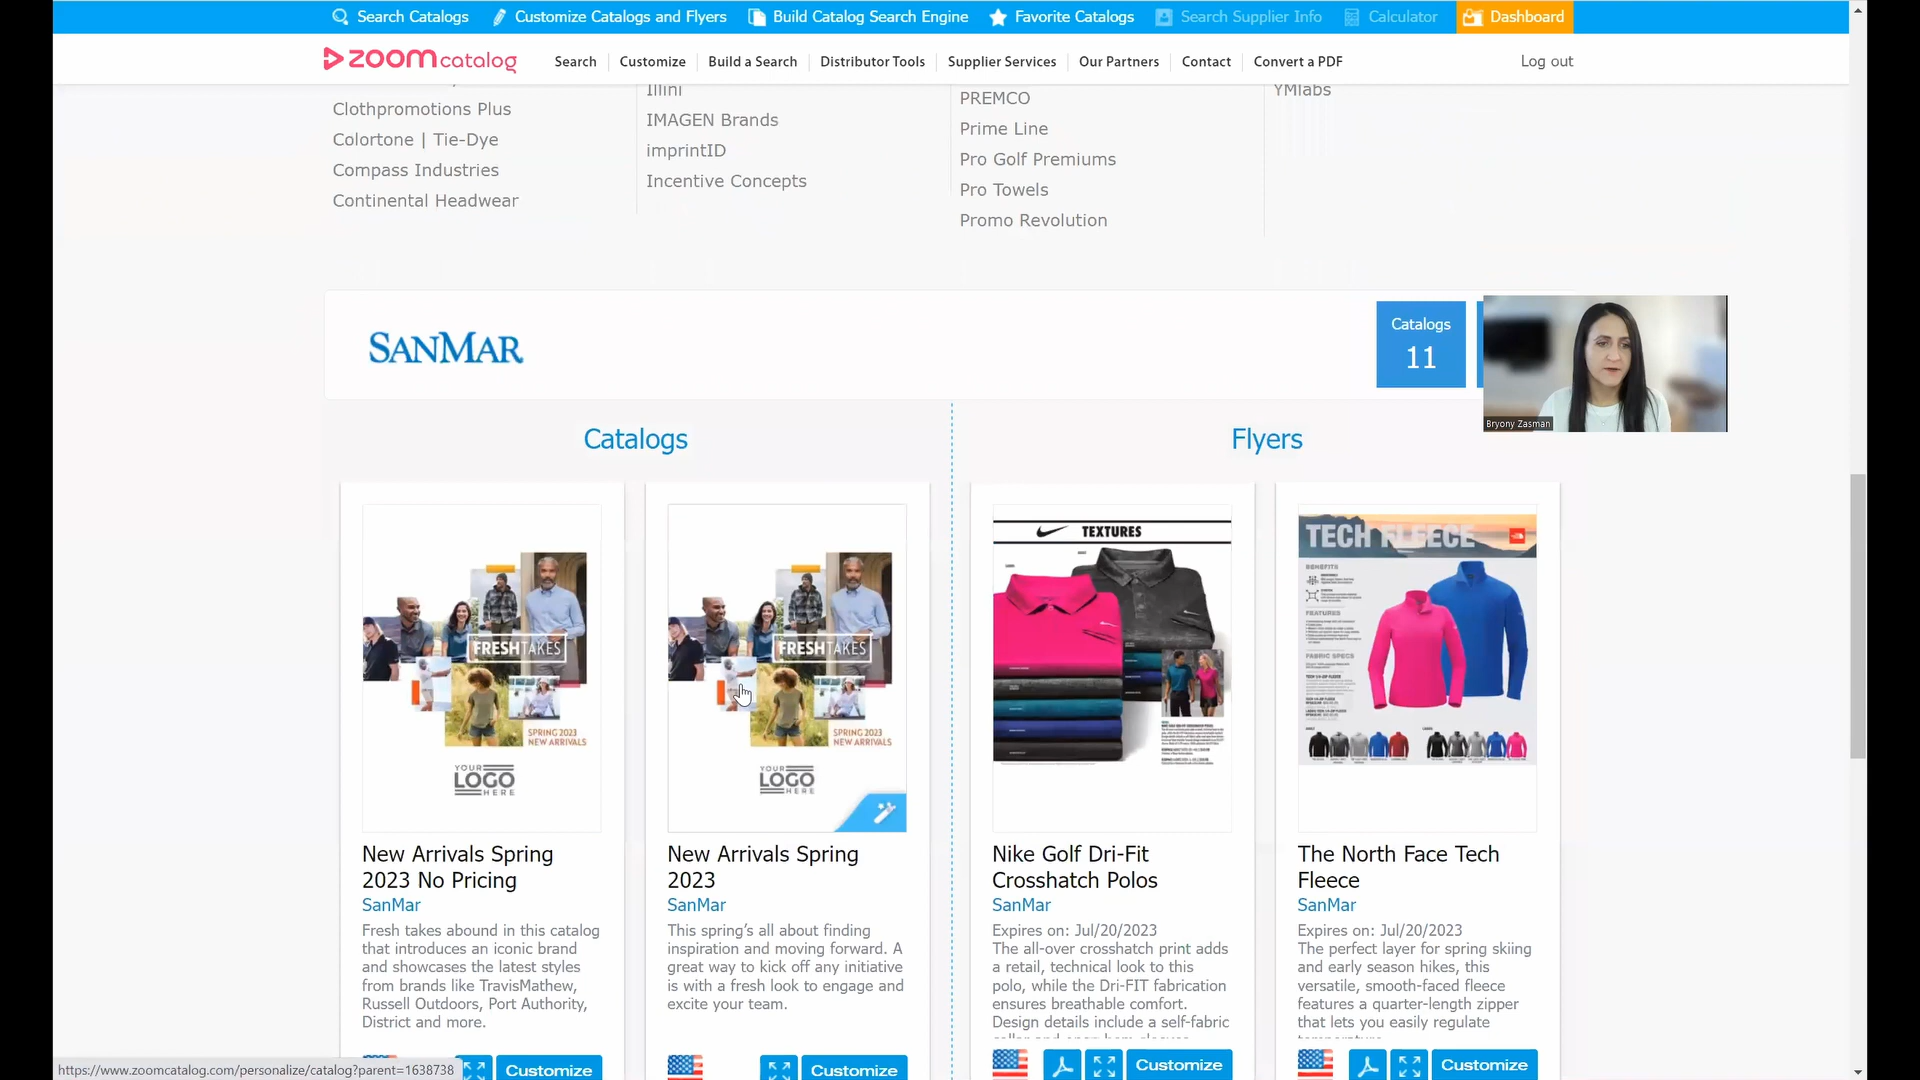 Search Catalogs
Customize Catalogs and Flyers
Build Catalog Search Engine
Favorite Catalogs
Search Supplier Info
Calculator
Dashboard
zoomcatalog
Search
Customize
Build a Search
Distributor Tools
Supplier Services
Our Partners
Contact
Convert a PDF
Log out
Clothpromotions Plus
Colortone | Tie-Dye
Compass Industries
Continental Headwear
Illini
IMAGEN Brands
imprintID
Incentive Concepts
PREMCO
Prime Line
Pro Golf Premiums
Pro Towels
Promo Revolution
YMlabs
SANMAR
Catalogs
11
Bryony Zasman
Catalogs
Flyers
FRESHTAKES
SPRING 2023
NEW ARRIVALS
YOUR
LOGO
HERE
New Arrivals Spring
2023 No Pricing
SanMar
Fresh takes abound in this catalog
that introduces an iconic brand
and showcases the latest styles
from brands like TravisMathew,
Russell Outdoors, Port Authority,
District and more.
Customize
FRESHTAKES
SPRING 2023
NEW ARRIVALS
YOUR
LOGO
HERE
New Arrivals Spring
2023
SanMar
This spring's all about finding
inspiration and moving forward. A
great way to kick off any initiative
is with a fresh look to engage and
excite your team.
Customize
TEXTURES
Nike Golf Dri-Fit
Crosshatch Polos
SanMar
Expires on: Jul/20/2023
The all-over crosshatch print adds
a retail, technical look to this
polo, while the Dri-FIT fabrication
ensures breathable comfort.
Design details include a self-fabric
Customize
TECH FLEECE
BENEFITS
FEATURES
FABRIC SPECS
The North Face Tech
Fleece
SanMar
Expires on: Jul/20/2023
The perfect layer for spring skiing
and early season hikes, this
versatile, smooth-faced fleece
features a quarter-length zipper
that lets you easily regulate
Customize
https://www.zoomcatalog.com/personalize/catalog?parent=1638738